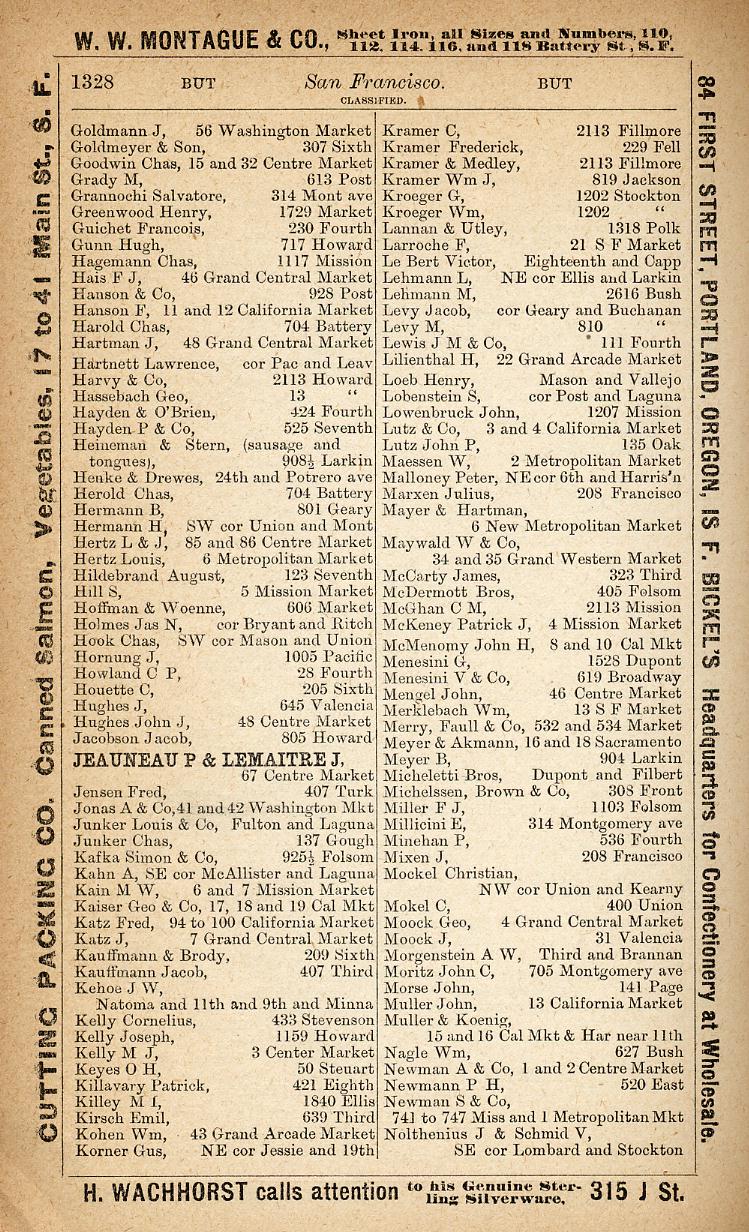 W. W. MONTAGUE & CO., Sheet Iron, all Sizes and Numbers, 110,
112, 114, 116, and 118 Battery St., S. F.
1328 BUT San Francisco. BUT
CLASSIFIED.
Goldmann J, 56 Washington Market
Goldmeyer & Son, 307 Sixth
Goodwin Chas, 15 and 32 Centre Market
Grady M, 613 Post
Grannochi Salvatore, 314 Mont ave
Greenwood Henry, 1729 Market
Guichet Francois, 230 Fourth
Gunn Hugh, 717 Howard
Hagemann Chas, 1117 Mission
Hais F J, 46 Grand Central Market
Hanson & Co, 928 Post
Hanson F, 11 and 12 California Market
Harold Chas, 704 Battery
Hartman J, 48 Grand Central Market
Hartnett Lawrence, cor Pac and Leav
Harvy & Co, 2113 Howard
Hassebach Geo, 13 "
Hayden & O'Brien, 424 Fourth
Hayden P & Co, 525 Seventh
Heineman & Stern, (sausage and
tongues), 908½ Larkin
Henke & Drewes, 24th and Potrero ave
Herold Chas, 704 Battery
Hermann B, 801 Geary
Hermann H, SW cor Union and Mont
Hertz L & J, 85 and 86 Centre Market
Hertz Louis, 6 Metropolitan Market
Hildebrand August, 123 Seventh
Hill S, 5 Mission Market
Hoffman & Woenne, 606 Market
Holmes Jas N, cor Bryant and Ritch
Hook Chas, SW cor Mason and Union
Hornung J, 1005 Pacific
Howland C P, 28 Fourth
Houette C, 205 Sixth
Hughes J, 645 Valencia
Hughes John J, 48 Centre Market
Jacobson Jacob, 805 Howard
JEAUNEAU P & LEMAITRE J,
67 Centre Market
Jensen Fred, 407 Turk
Jonas A & Co, 41 and 42 Washington Mkt
Junker Louis & Co, Fulton and Laguna
Junker Chas, 137 Gough
Kafka Simon & Co, 925½ Folsom
Kahn A, SE cor McAllister and Laguna
Kain M W, 6 and 7 Mission Market
Kaiser Geo & Co, 17, 18 and 19 Cal Mkt
Katz Fred, 94 to 100 California Market
Katz J, 7 Grand Central Market
Kauffmann & Brody, 209 Sixth
Kauffmann Jacob, 407 Third
Kehoe J W,
Natoma and 11th and 9th and Minna
Kelly Cornelius, 433 Stevenson
Kelly Joseph, 1159 Howard
Kelly M J, 3 Center Market
Keyes O H, 50 Steuart
Killavary Patrick, 421 Eighth
Killey M I, 1840 Ellis
Kirsch Emil, 639 Third
Kohen Wm, 43 Grand Arcade Market
Korner Gus, NE cor Jessie and 19th
Kramer C, 2113 Fillmore
Kramer Frederick, 229 Fell
Kramer & Medley, 2113 Fillmore
Kramer Wm J, 819 Jackson
Kroeger G, 1202 Stockton
Kroeger Wm, 1202 "
Lannan & Utley, 1318 Polk
Larroche F, 21 S F Market
Le Bert Victor, Eighteenth and Capp
Lehmann L, NE cor Ellis and Larkin
Lehmann M, 2616 Bush
Levy Jacob, cor Geary and Buchanan
Levy M, 810 "
Lewis J M & Co, 111 Fourth
Lilienthal H, 22 Grand Arcade Market
Loeb Henry, Mason and Vallejo
Lobenstein S, cor Post and Laguna
Lowenbruck John, 1207 Mission
Lutz & Co, 3 and 4 California Market
Lutz John P, 135 Oak
Maessen W, 2 Metropolitan Market
Malloney Peter, NE cor 6th and Harris'n
Marxen Julius, 208 Francisco
Mayer & Hartman,
6 New Metropolitan Market
Maywald W & Co,
34 and 35 Grand Western Market
McCarty James, 323 Third
McDermott Bros, 405 Folsom
McGhan C M, 2113 Mission
McKeney Patrick J, 4 Mission Market
McMenomy John H, 8 and 10 Cal Mkt
Menesini G, 1528 Dupont
Menesini V & Co, 619 Broadway
Mengel John, 46 Centre Market
Merklebach Wm, 13 S F Market
Merry, Faull & Co, 532 and 534 Market
Meyer & Akmann, 16 and 18 Sacramento
Meyer B, 904 Larkin
Micheletti Bros, Dupont and Filbert
Michelssen, Brown & Co, 308 Front
Miller F J, 1103 Folsom
Millicini E, 314 Montgomery ave
Minehan P, 536 Fourth
Mixen J, 208 Francisco
Mockel Christian,
NW cor Union and Kearny
Mokel C, 400 Union
Moock Geo, 4 Grand Central Market
Moock J, 31 Valencia
Morgenstein A W, Third and Brannan
Moritz John C, 705 Montgomery ave
Morse John, 141 Page
Muller John, 13 California Market
Muller & Koenig,
15 and 16 Cal Mkt & Har near 11th
Nagle Wm, 627 Bush
Newman A & Co, 1 and 2 Centre Market
Newmann P H, 520 East
Newman S & Co,
741 to 747 Miss and 1 Metropolitan Mkt
Nolthenius J & Schmid V,
SE cor Lombard and Stockton
CUTTING PACKING CO. Canned Salmon, Vegetables, 17 to 41 Main St., S. F.
84 FIRST STREET, PORTLAND, OREGON, IS F. BICKEL'S Headquarters for Confectionery at Wholesale.
H. WACHHORST calls attention to his Genuine Ster-
ling Silverware, 315 J St.